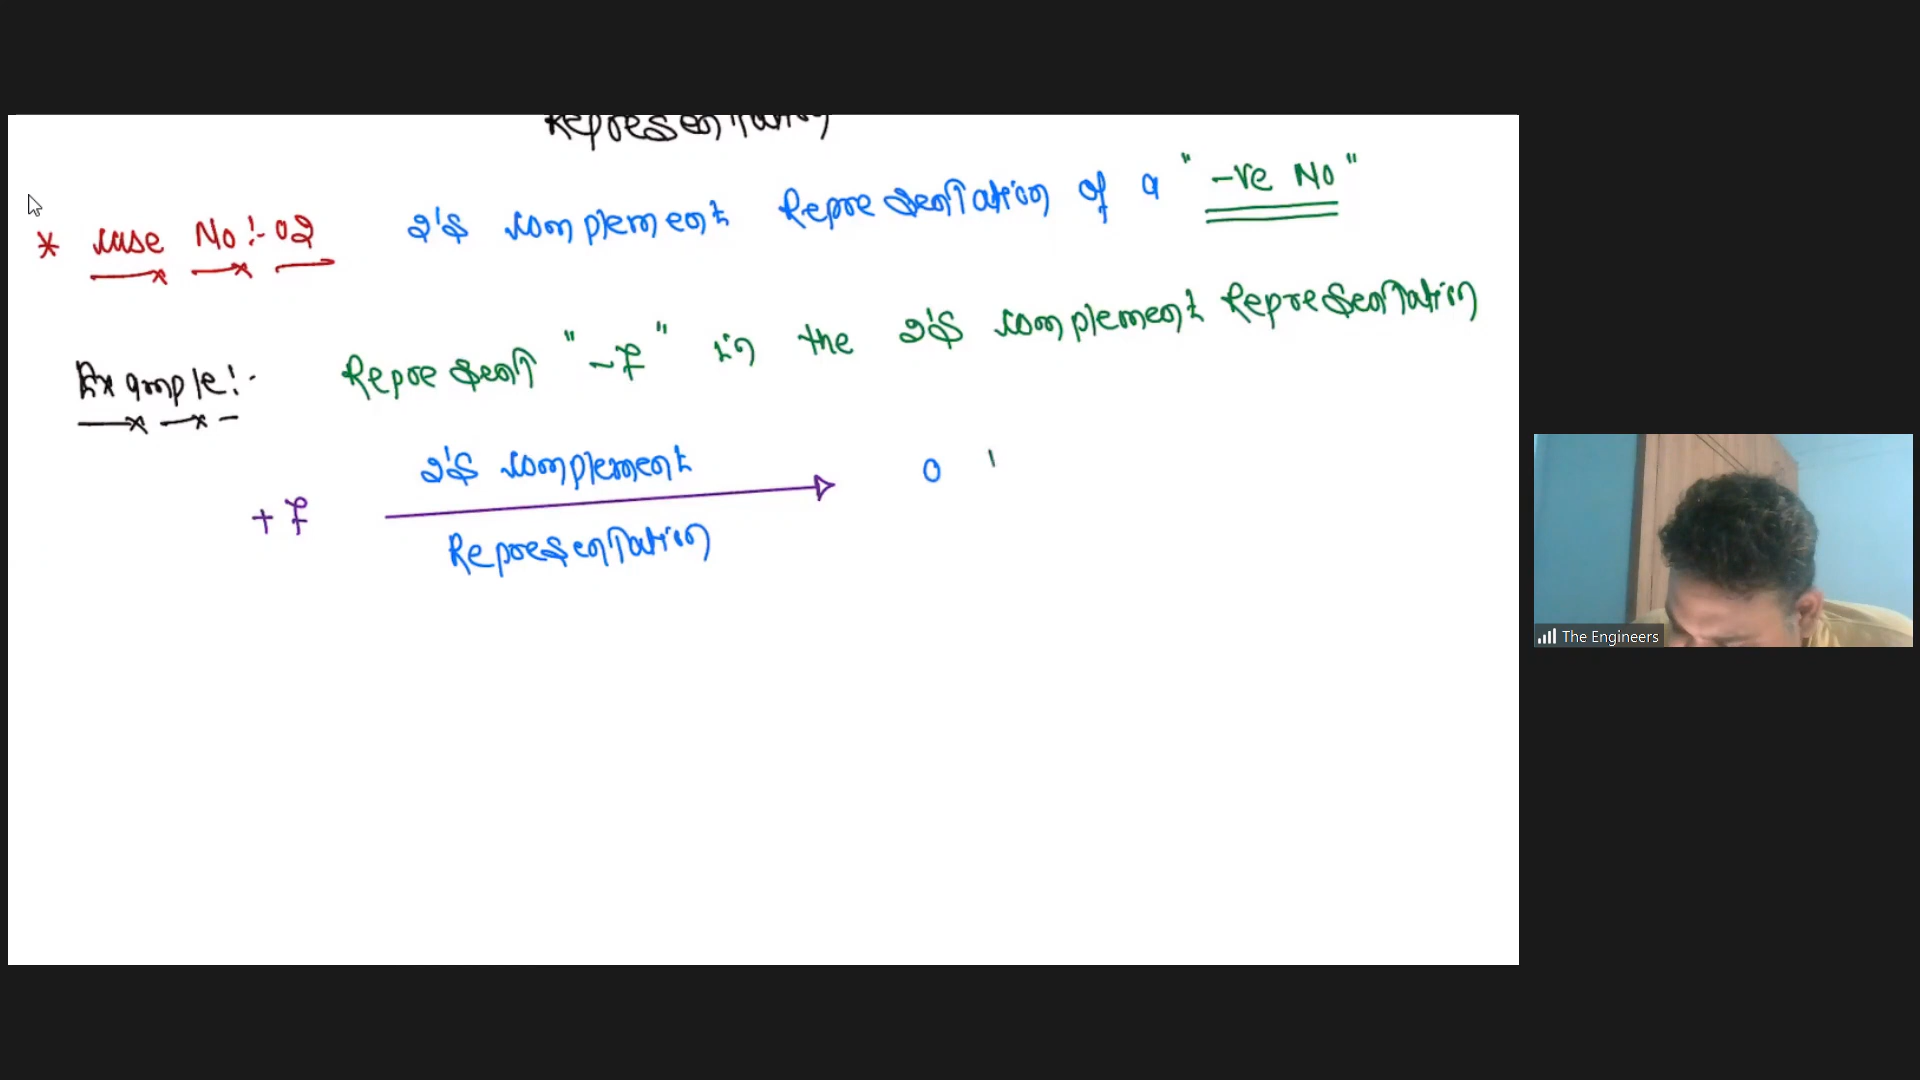 Representation
* Case No:- 02 2's complement Representation of a "-ve No"
Example:- Represent "-7" in the 2's complement Representation
2's complement
+7 0 1
Representation
The Engineers